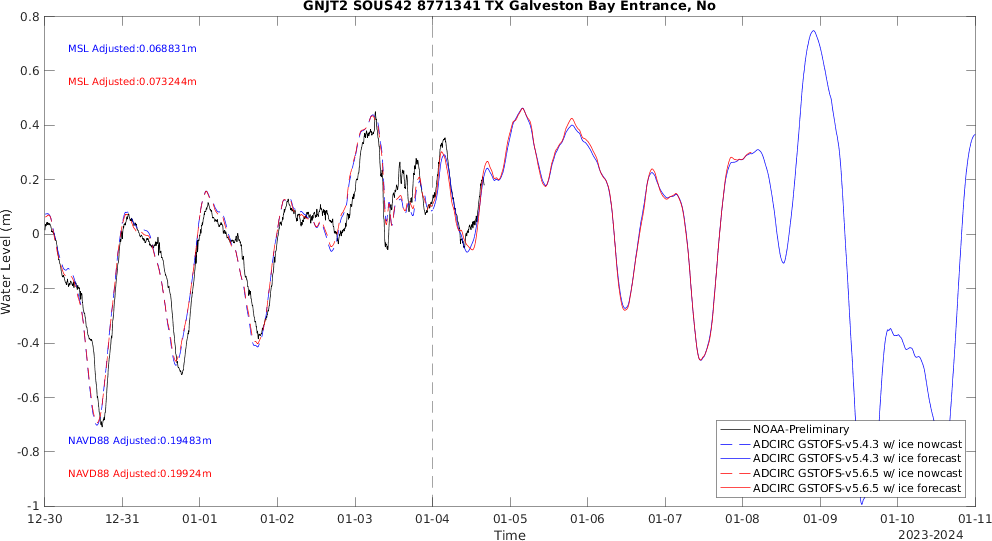 GNJT2 SOUS42 8771341 TX Galveston Bay Entrance, No
MSL Adjusted:0.068831m
MSL Adjusted:0.073244m
NAVD88 Adjusted:0.19483m
NAVD88 Adjusted:0.19924m
Water Level (m)
0.8
0.6
0.4
0.2
0
-0.2
-0.4
-0.6
-0.8
-1
NOAA-Preliminary
ADCIRC GSTOFS-v5.4.3 w/ ice nowcast
ADCIRC GSTOFS-v5.4.3 w/ ice forecast
ADCIRC GSTOFS-v5.6.5 w/ ice nowcast
ADCIRC GSTOFS-v5.6.5 w/ ice forecast
12-30 12-31 01-01 01-02 01-03 01-04 01-05 01-06 01-07 01-08 01-09 01-10 01-11
Time
2023-2024